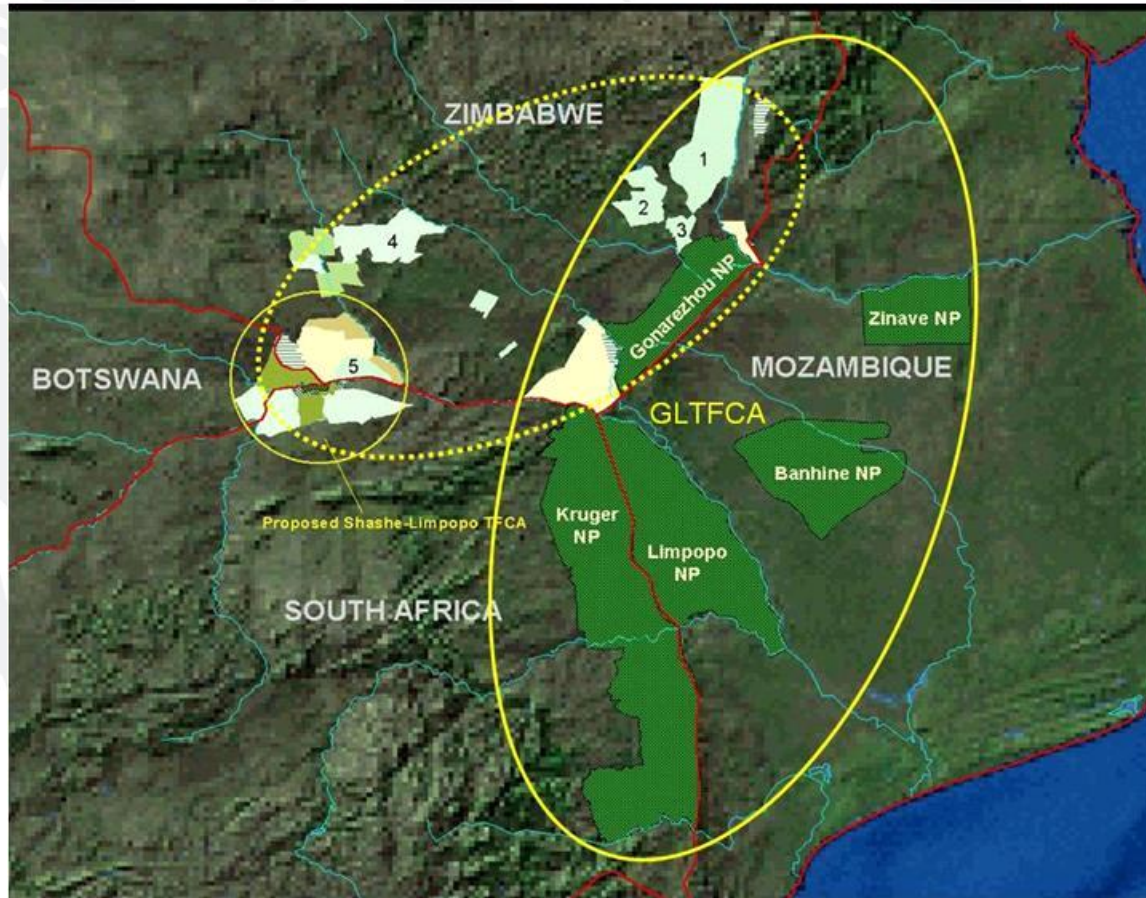 ZIMBABWE
1
2
3
4
Gonarezhou NP
Zinave NP
5
BOTSWANA
MOZAMBIQUE
GLTFCA
Banhine NP
Proposed Shashe-Limpopo TFCA
Kruger
NP
Limpopo
NP
SOUTH AFRICA